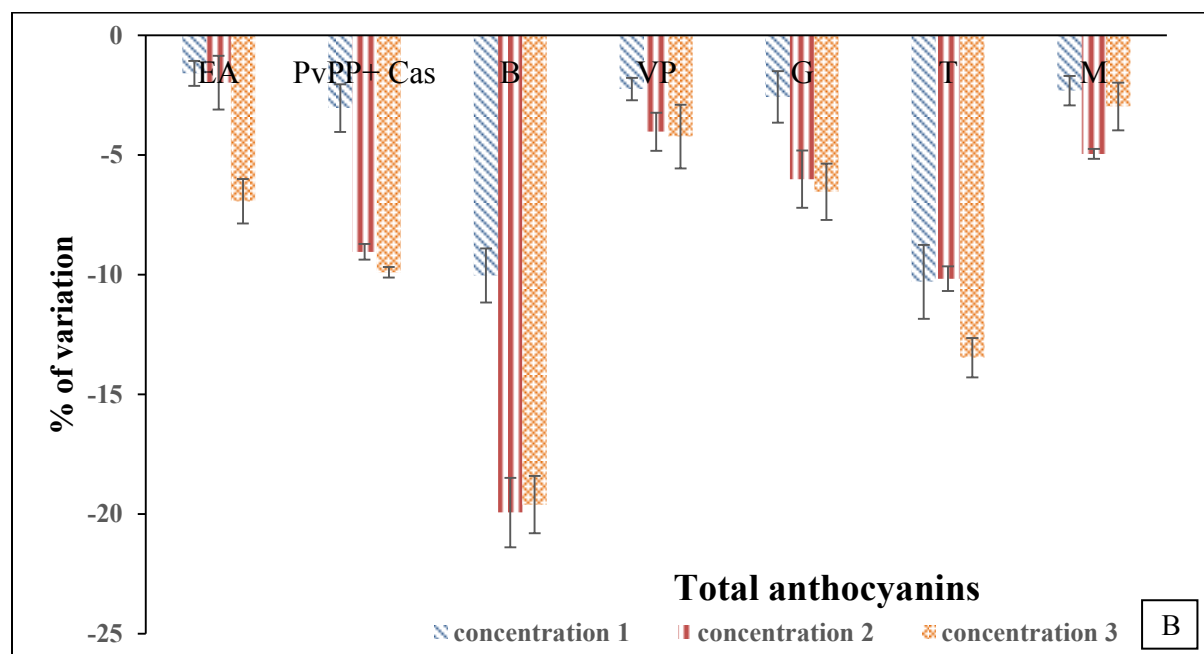 0
EA PvPP+ Cas B VP G T M
-5
-10
-15
-20
-25
% of variation
Total anthocyanins
concentration 1 concentration 2 concentration 3
B